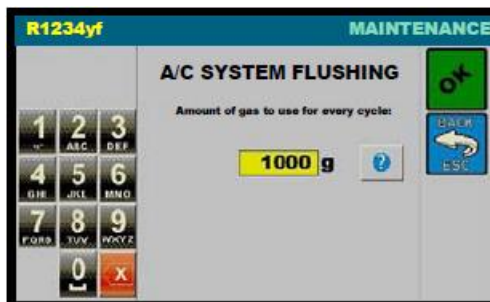 R1234yf MAINTENANCE
A/C SYSTEM FLUSHING
Amount of gas to use for every cycle:
1000 g ?
OK
BACK
ESC
1 2 3
ABC DEF
4 5 6
GHI JKL MNO
7 8 9
PQRS TUV WXYZ
0 X